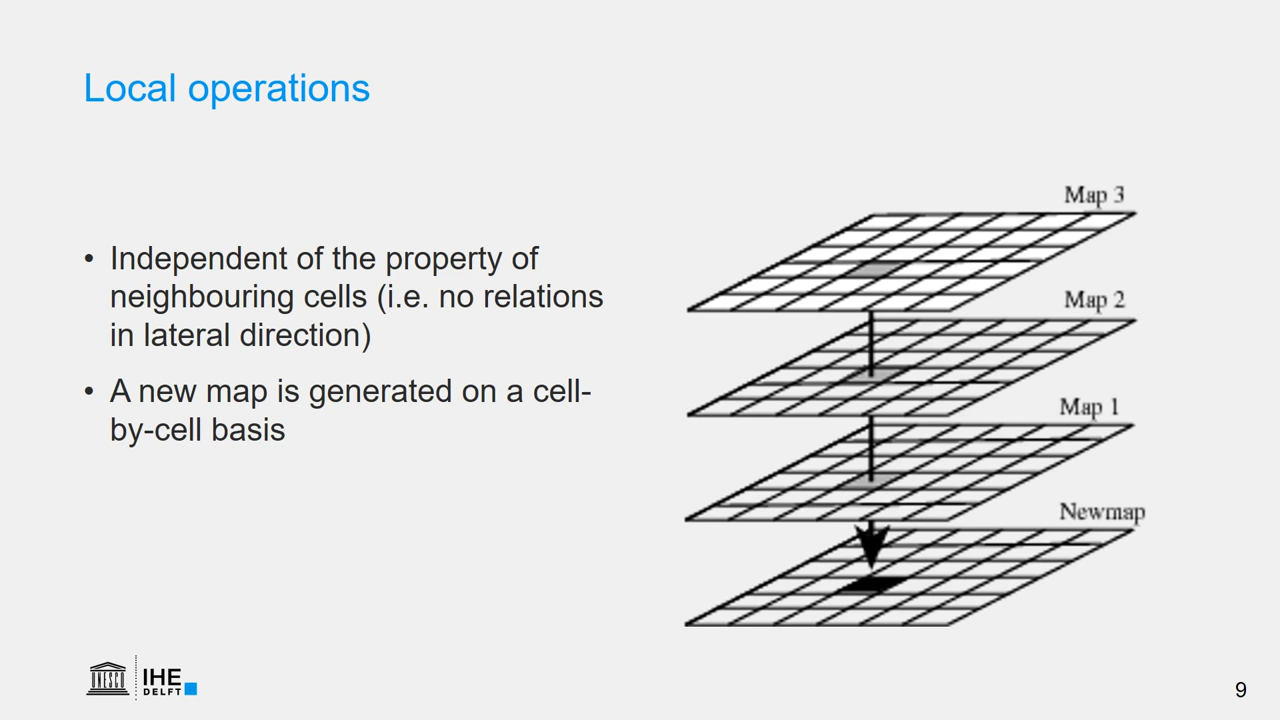 Local operations
• Independent of the property of
neighbouring cells (i.e. no relations
in lateral direction)
• A new map is generated on a cell-
by-cell basis
Map 3
Map 2
Map 1
Newmap
UNESCO
IHE
DELFT
9